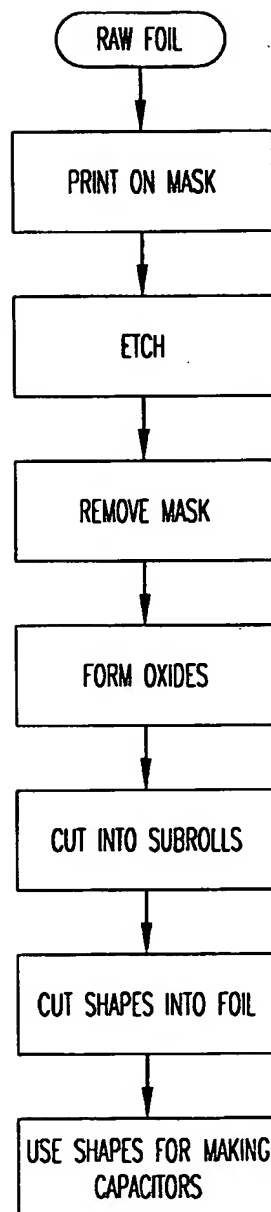 RAW FOIL
PRINT ON MASK
ETCH
REMOVE MASK
FORM OXIDES
CUT INTO SUBROLLS
CUT SHAPES INTO FOIL
USE SHAPES FOR MAKING
CAPACITORS